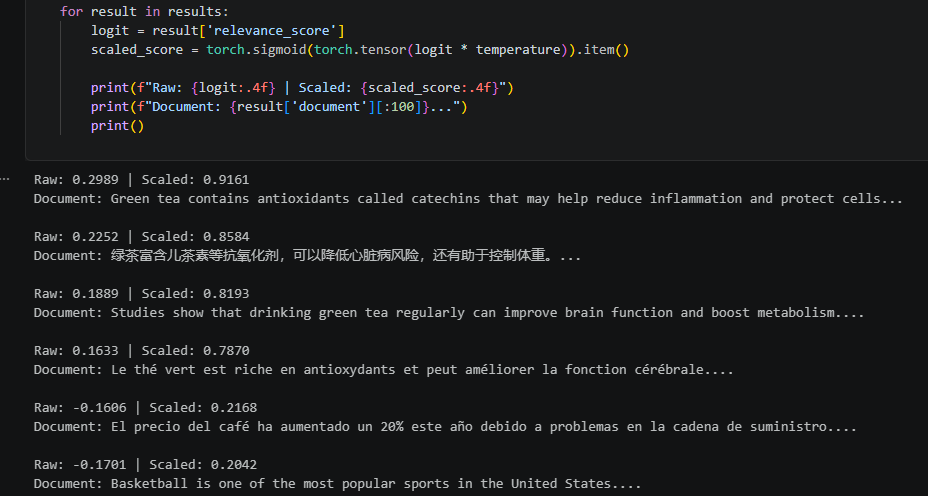 for result in results:
    logit = result['relevance_score']
    scaled_score = torch.sigmoid(torch.tensor(logit * temperature)).item()

    print(f"Raw: {logit:.4f} | Scaled: {scaled_score:.4f}")
    print(f"Document: {result['document'][:100]}...")
    print()

...
Raw: 0.2989 | Scaled: 0.9161
Document: Green tea contains antioxidants called catechins that may help reduce inflammation and protect cells...

Raw: 0.2252 | Scaled: 0.8584
Document: 绿茶富含儿茶素等抗氧化剂，可以降低心脏病风险，还有助于控制体重。...

Raw: 0.1889 | Scaled: 0.8193
Document: Studies show that drinking green tea regularly can improve brain function and boost metabolism....

Raw: 0.1633 | Scaled: 0.7870
Document: Le thé vert est riche en antioxydants et peut améliorer la fonction cérébrale....

Raw: -0.1606 | Scaled: 0.2168
Document: El precio del café ha aumentado un 20% este año debido a problemas en la cadena de suministro....

Raw: -0.1701 | Scaled: 0.2042
Document: Basketball is one of the most popular sports in the United States....